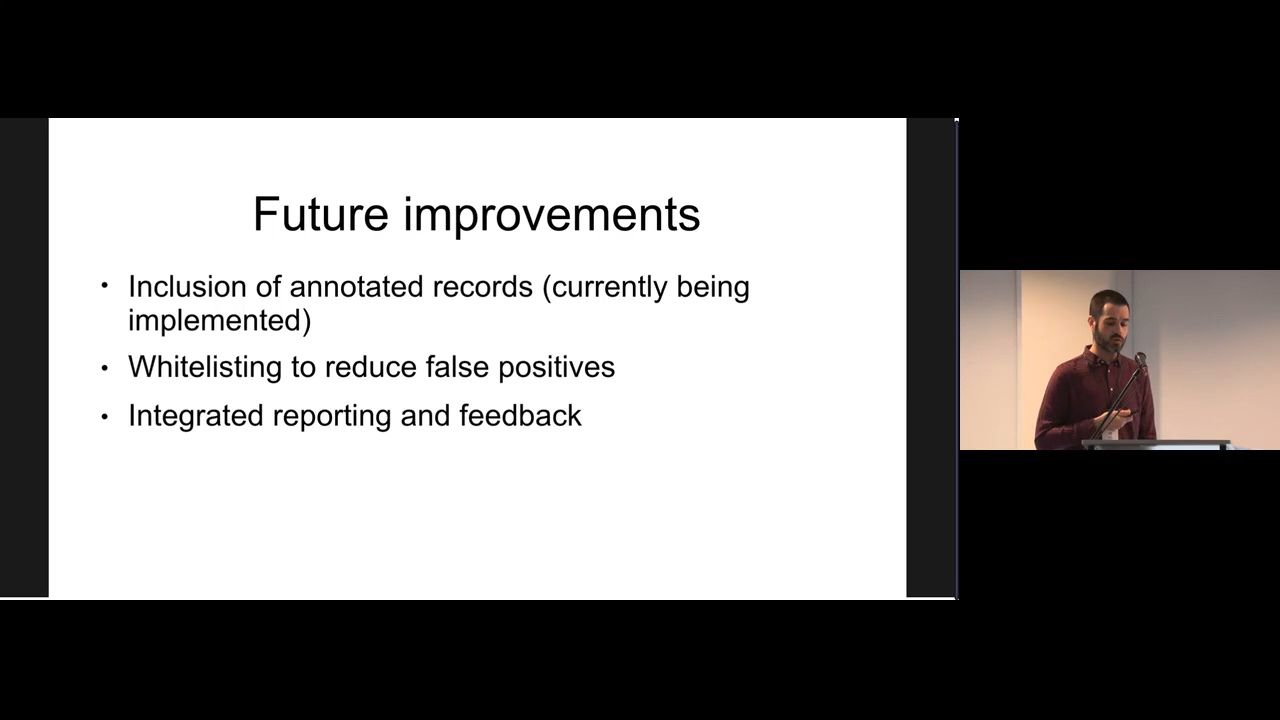 Future improvements
• Inclusion of annotated records (currently being
implemented)
• Whitelisting to reduce false positives
• Integrated reporting and feedback